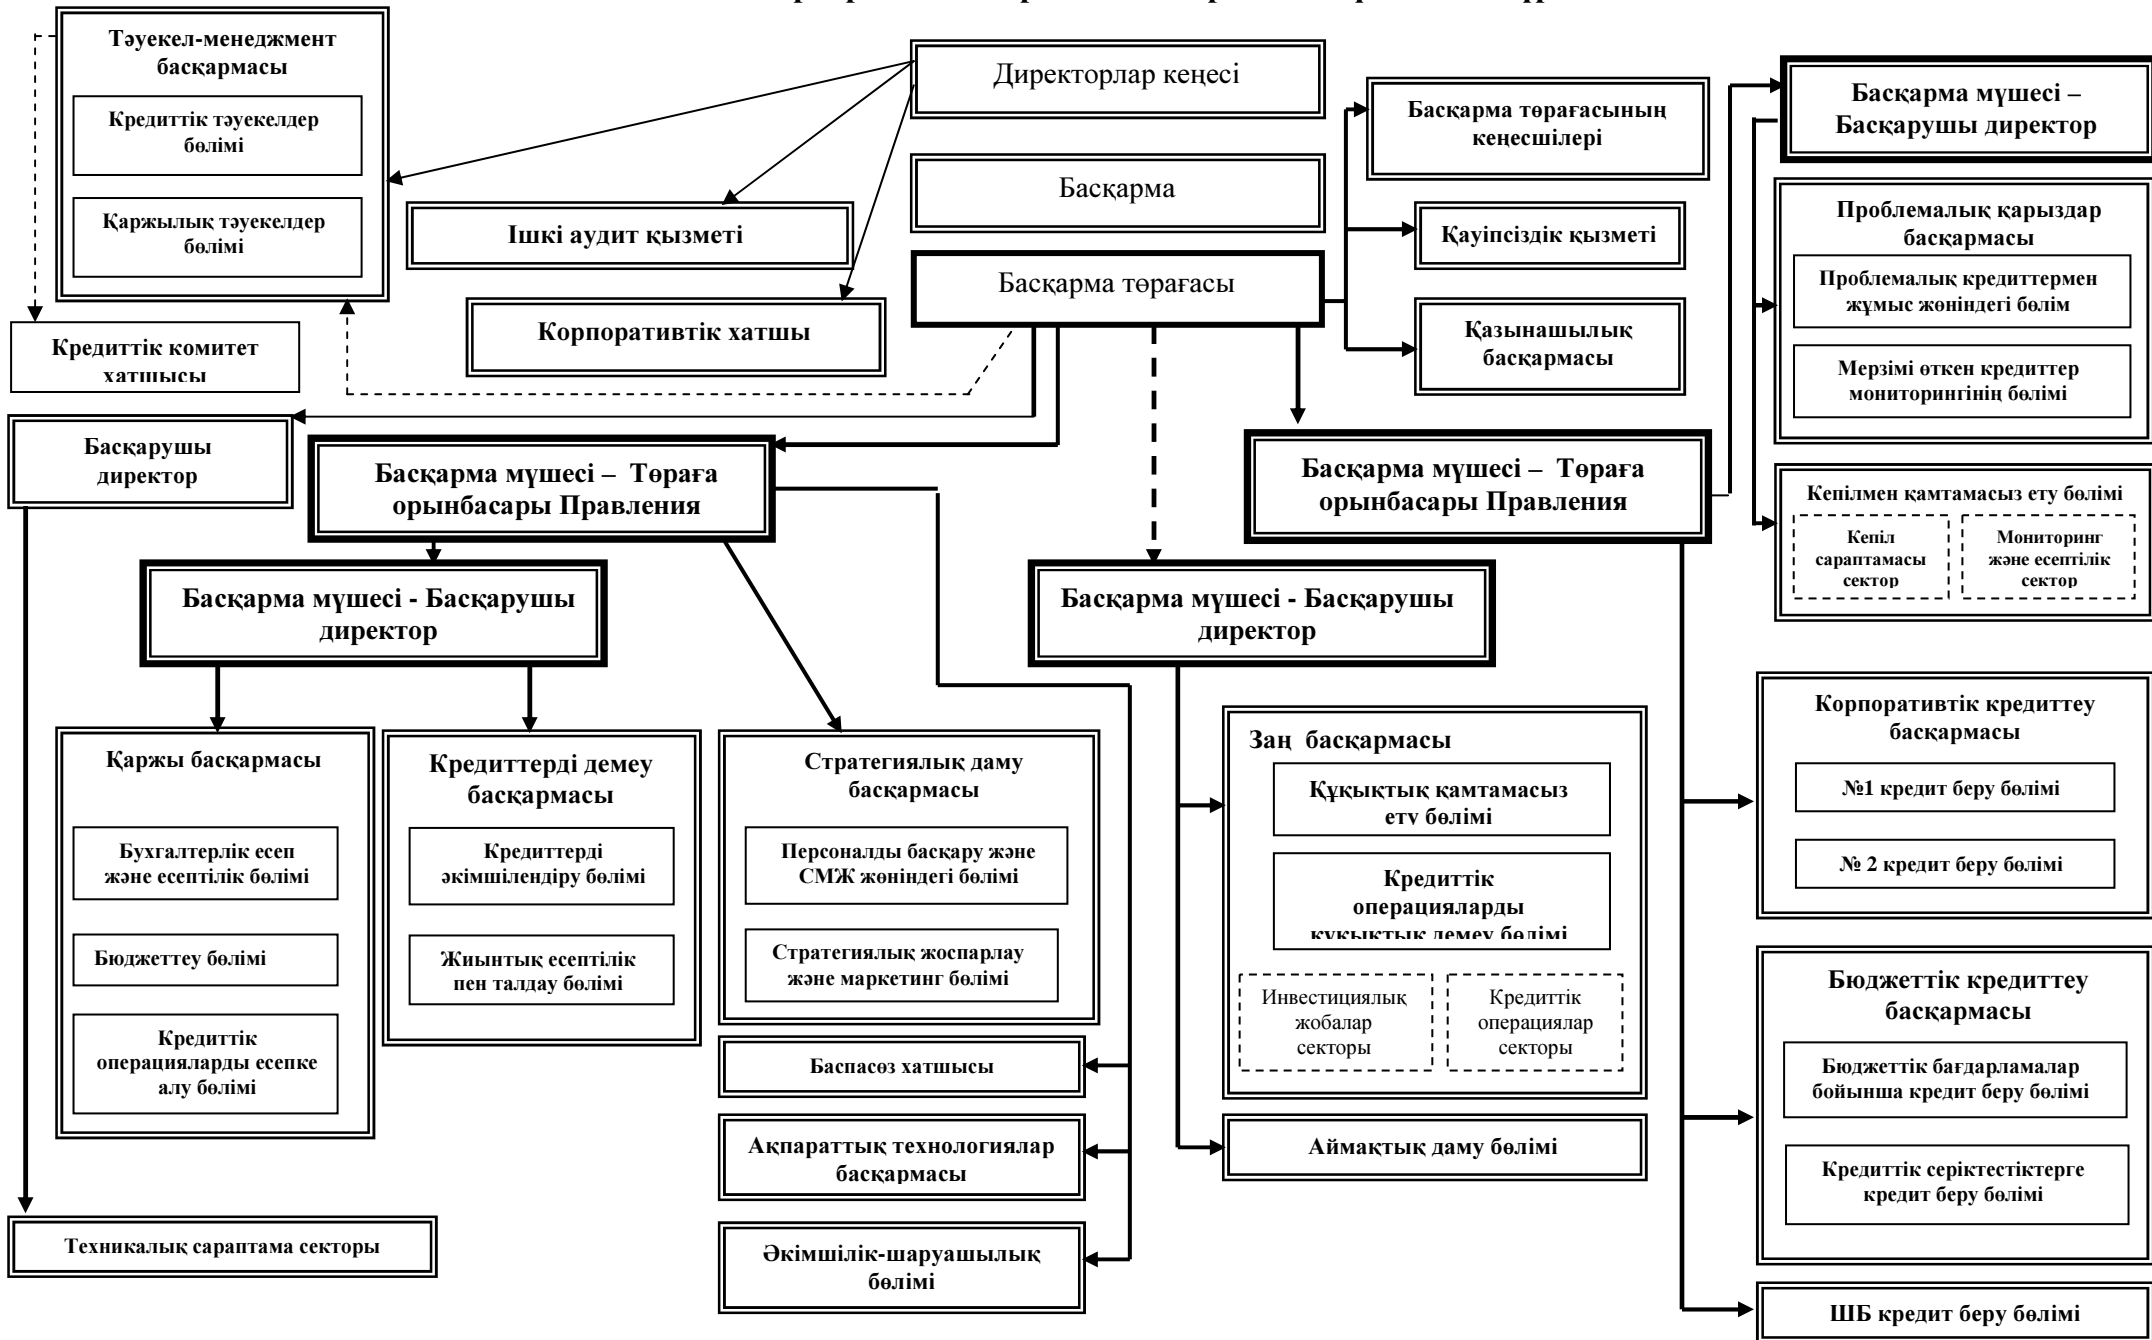 Тәуекел-менеджмент
басқармасы
Кредиттік тәуекелдер
бөлімі
Қаржылық тәуекелдер
бөлімі
Кредиттік комитет
хатшысы
Директорлар кеңесі
Басқарма
Ішкі аудит қызметі
Корпоративтік хатшы
Басқарма төрағасы
Басқарма төрағасының
кеңесшілері
Қауіпсіздік қызметі
Қазынашылық
басқармасы
Басқарма мүшесі –
Басқарушы директор
Проблемалық қарыздар
басқармасы
Проблемалық кредиттермен
жұмыс жөніндегі бөлім
Мерзімі өткен кредиттер
мониторингінің бөлімі
Кепілмен қамтамасыз ету бөлімі
Кепіл
сараптамасы
сектор
Мониторинг
және есептілік
сектор
Басқарушы
директор
Басқарма мүшесі – Төраға
орынбасары Правления
Басқарма мүшесі – Төраға
орынбасары Правления
Басқарма мүшесі - Басқарушы
директор
Басқарма мүшесі - Басқарушы
директор
Қаржы басқармасы
Бухгалтерлік есеп
және есептілік бөлімі
Бюджеттеу бөлімі
Кредиттік
операцияларды есепке
алу бөлімі
Кредиттерді демеу
басқармасы
Кредиттерді
әкімшілендіру бөлімі
Жиынтық есептілік
пен талдау бөлімі
Стратегиялық даму
басқармасы
Персоналды басқару және
СМЖ жөніндегі бөлімі
Стратегиялық жоспарлау
және маркетинг бөлімі
Баспасөз хатшысы
Ақпараттық технологиялар
басқармасы
Әкімшілік-шаруашылық
бөлімі
Заң басқармасы
Құқықтық қамтамасыз
ету бөлімі
Кредиттік
операцияларды
құқықтық демеу бөлімі
Инвестициялық
жобалар
секторы
Кредиттік
операциялар
секторы
Аймақтық даму бөлімі
Корпоративтік кредиттеу
басқармасы
№1 кредит беру бөлімі
№ 2 кредит беру бөлімі
Бюджеттік кредиттеу
басқармасы
Бюджеттік бағдарламалар
бойынша кредит беру бөлімі
Кредиттік серіктестіктерге
кредит беру бөлімі
ШБ кредит беру бөлімі
Техникалық сараптама секторы